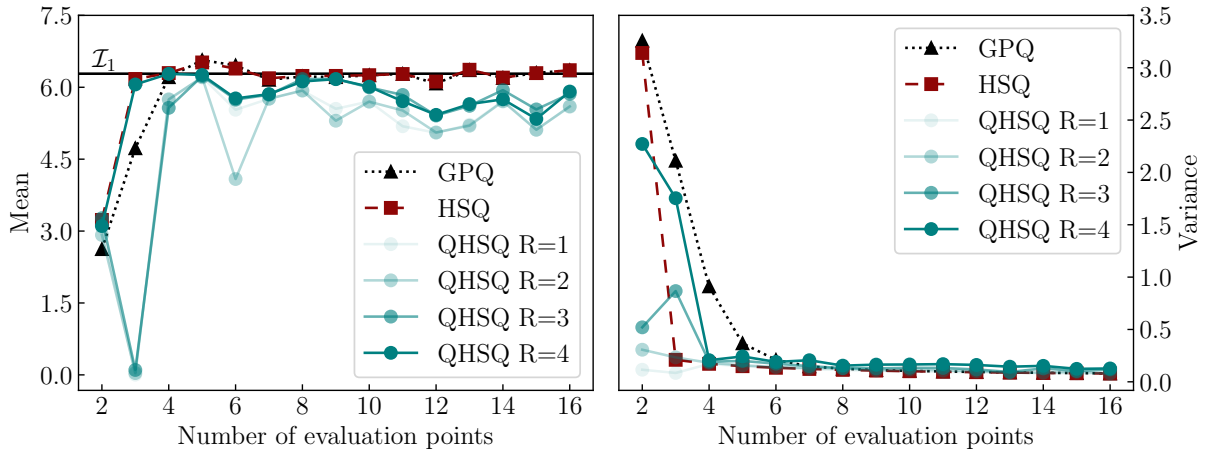 7.5
6.0
4.5
3.0
1.5
0.0
Mean
I₁
GPQ
HSQ
QHSQ R=1
QHSQ R=2
QHSQ R=3
QHSQ R=4
2 4 6 8 10 12 14 16
Number of evaluation points
GPQ
HSQ
QHSQ R=1
QHSQ R=2
QHSQ R=3
QHSQ R=4
3.5
3.0
2.5
2.0
1.5
1.0
0.5
0.0
Variance
2 4 6 8 10 12 14 16
Number of evaluation points